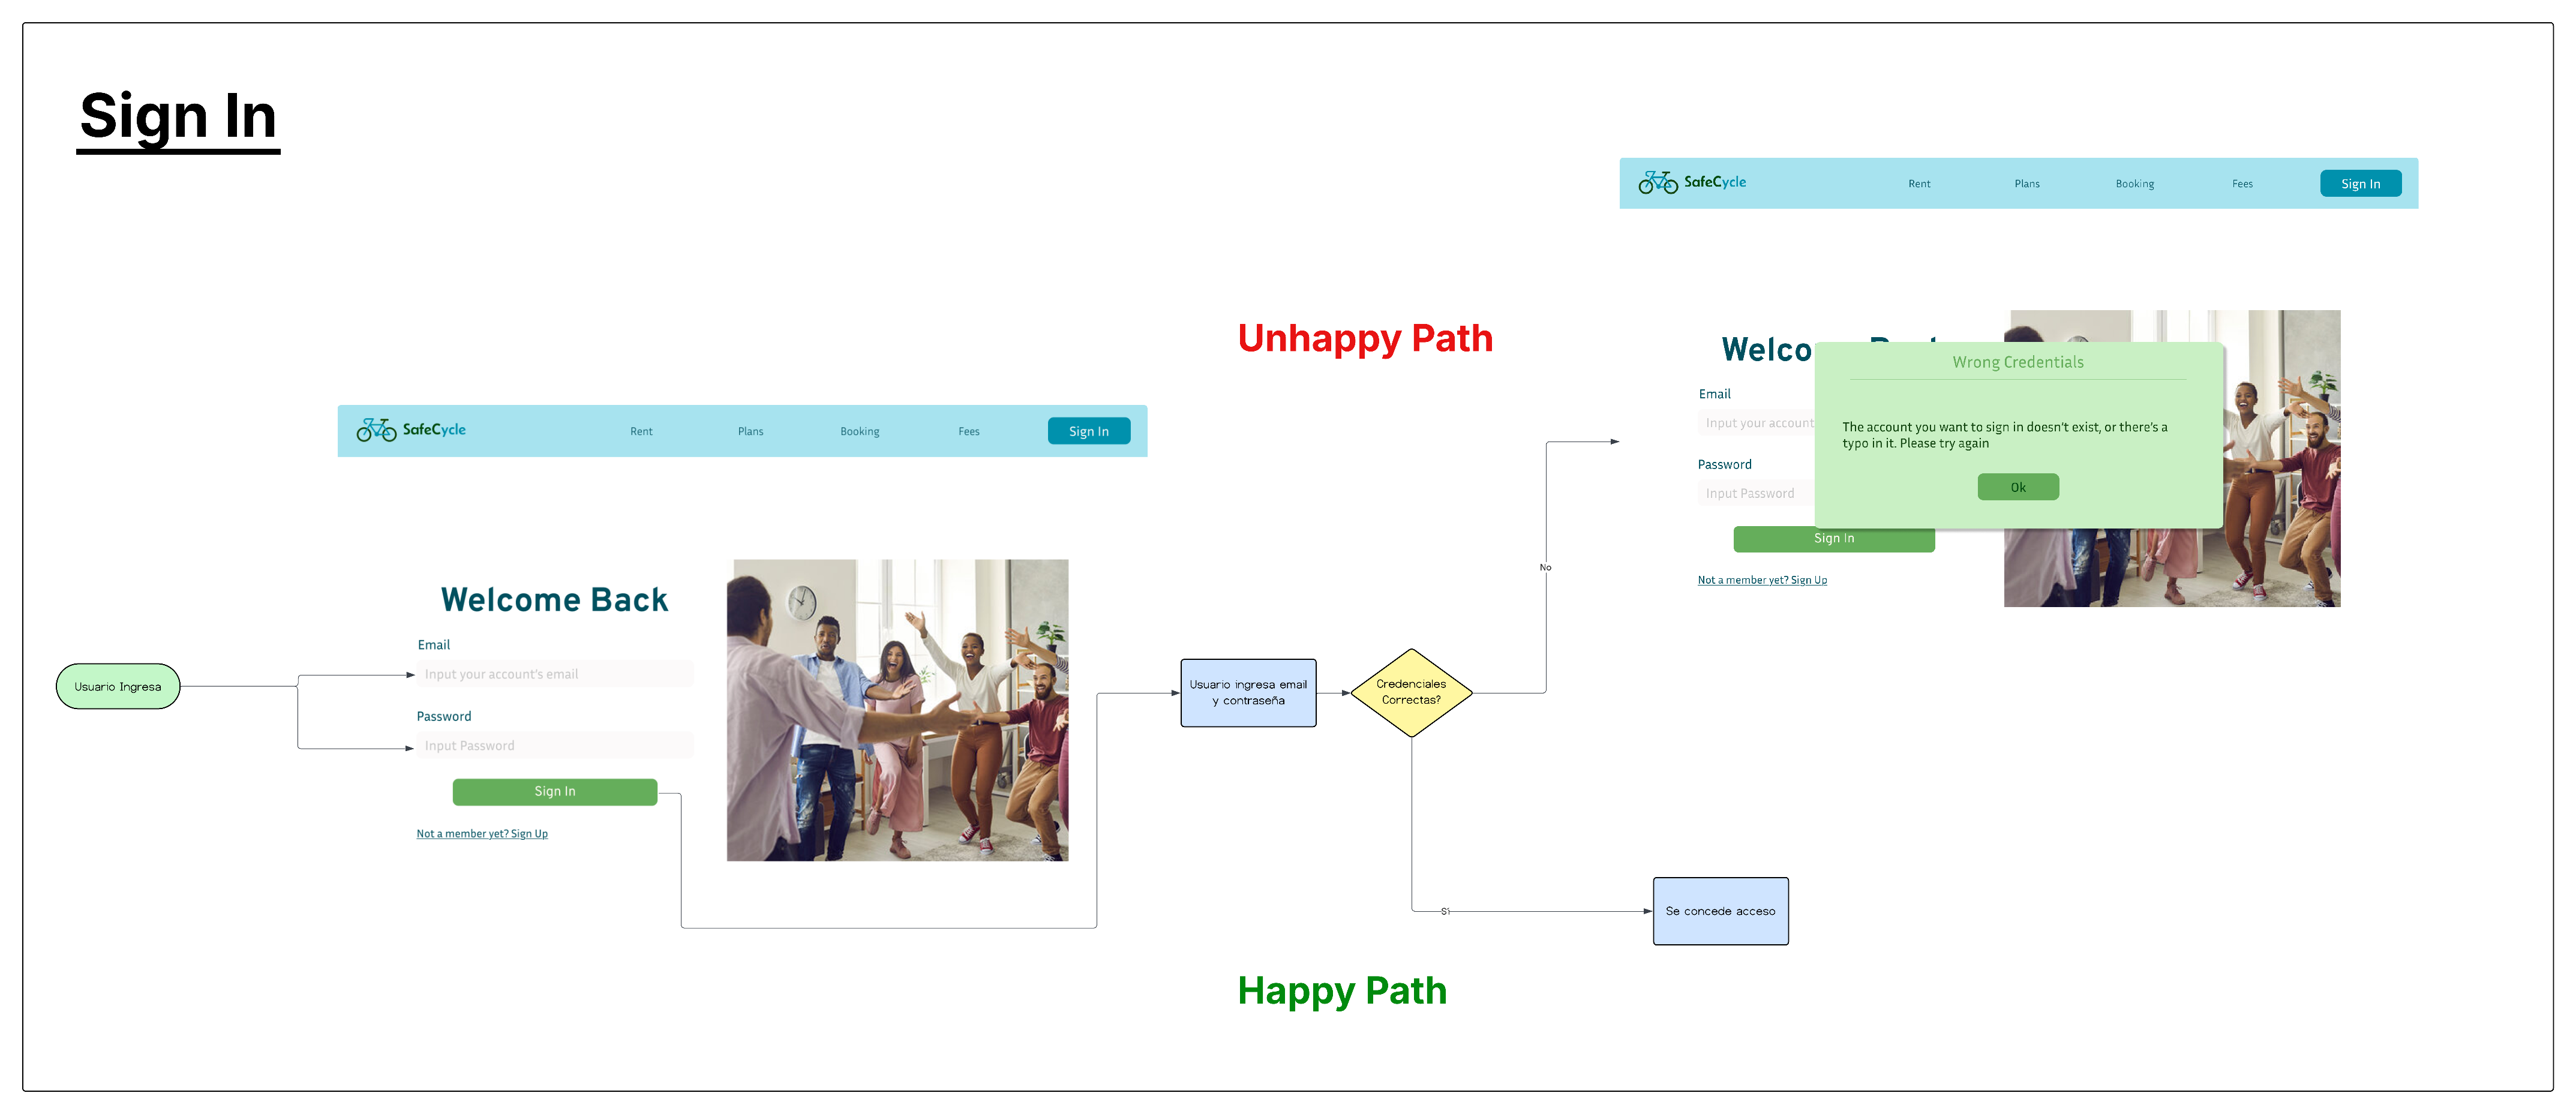 Sign In
SafeCycle
Rent
Plans
Booking
Fees
Sign In
Unhappy Path
Welco
Email
Input your account
Password
Input Password
Sign In
Not a member yet? Sign Up
Wrong Credentials
The account you want to sign in doesn't exist, or there's a
typo in it. Please try again
Ok
SafeCycle
Rent
Plans
Booking
Fees
Sign In
Welcome Back
Email
Input your account's email
Password
Input Password
Sign In
Not a member yet? Sign Up
Usuario Ingresa
Usuario ingresa email
y contraseña
Credenciales
Correctas?
No
Sí
Se concede acceso
Happy Path